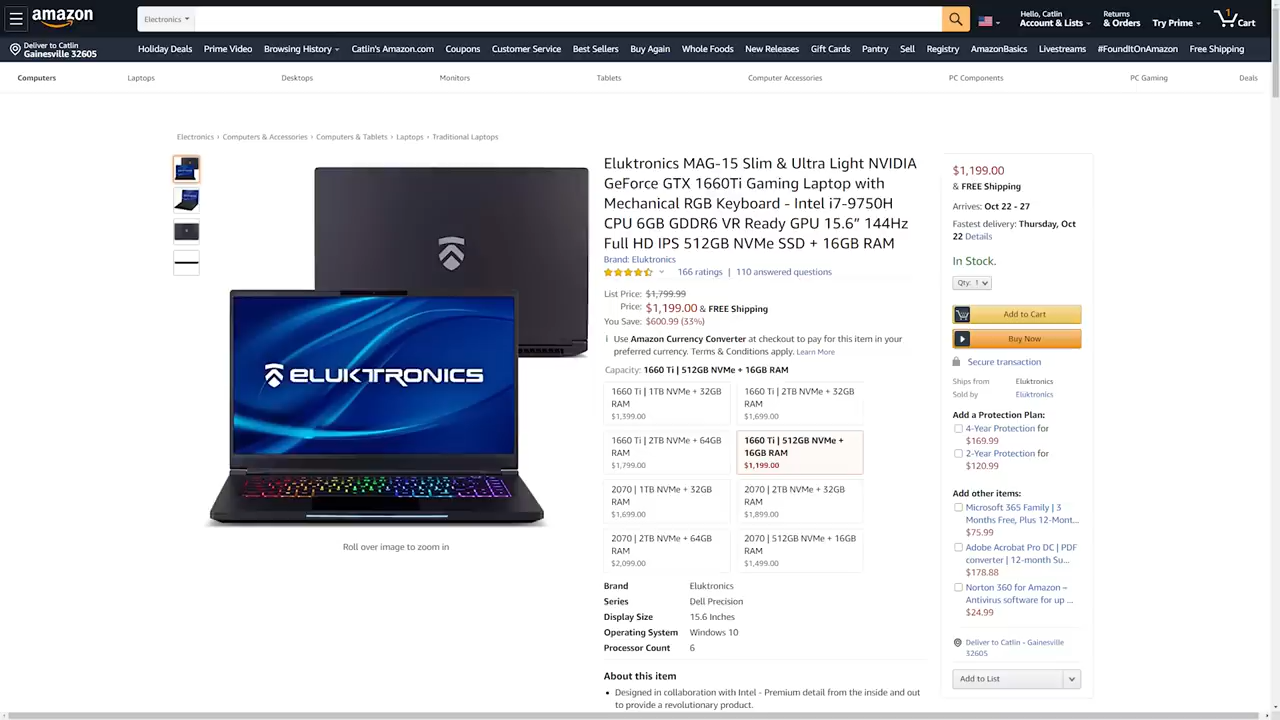 amazon
Electronics
Hello, Catlin
Account & Lists
Returns
& Orders
Try Prime
1
Cart
Deliver to Catlin
Gainesville 32605
Holiday Deals Prime Video Browsing History Catlin's Amazon.com Coupons Customer Service Best Sellers Buy Again Whole Foods New Releases Gift Cards Pantry Sell Registry AmazonBasics Livestreams #FoundItOnAmazon Free Shipping
Computers Laptops Desktops Monitors Tablets Computer Accessories PC Components PC Gaming Deals
Electronics › Computers & Accessories › Computers & Tablets › Laptops › Traditional Laptops
ELUKTRONICS
Roll over image to zoom in
Eluktronics MAG-15 Slim & Ultra Light NVIDIA
GeForce GTX 1660Ti Gaming Laptop with
Mechanical RGB Keyboard - Intel i7-9750H
CPU 6GB GDDR6 VR Ready GPU 15.6” 144Hz
Full HD IPS 512GB NVMe SSD + 16GB RAM
Brand: Eluktronics
166 ratings | 110 answered questions
List Price: $1,799.99
Price: $1,199.00 & FREE Shipping
You Save: $600.99 (33%)
Use Amazon Currency Converter at checkout to pay for this item in your
preferred currency. Terms & Conditions apply. Learn More
Capacity: 1660 Ti | 512GB NVMe + 16GB RAM
1660 Ti | 1TB NVMe + 32GB
RAM
$1,399.00
1660 Ti | 2TB NVMe + 32GB
RAM
$1,699.00
1660 Ti | 2TB NVMe + 64GB
RAM
$1,799.00
1660 Ti | 512GB NVMe +
16GB RAM
$1,199.00
2070 | 1TB NVMe + 32GB
RAM
$1,699.00
2070 | 2TB NVMe + 32GB
RAM
$1,899.00
2070 | 2TB NVMe + 64GB
RAM
$2,099.00
2070 | 512GB NVMe + 16GB
RAM
$1,499.00
Brand Eluktronics
Series Dell Precision
Display Size 15.6 Inches
Operating System Windows 10
Processor Count 6
About this item
• Designed in collaboration with Intel - Premium detail from the inside and out
to provide a revolutionary product.
$1,199.00
& FREE Shipping
Arrives: Oct 22 - 27
Fastest delivery: Thursday, Oct
22 Details
In Stock.
Qty: 1
Add to Cart
Buy Now
Secure transaction
Ships from Eluktronics
Sold by Eluktronics
Add a Protection Plan:
4-Year Protection for
$169.99
2-Year Protection for
$120.99
Add other items:
Microsoft 365 Family | 3
Months Free, Plus 12-Mont...
$75.99
Adobe Acrobat Pro DC | PDF
converter | 12-month Su...
$178.88
Norton 360 for Amazon –
Antivirus software for up ...
$24.99
Deliver to Catlin - Gainesville
32605
Add to List